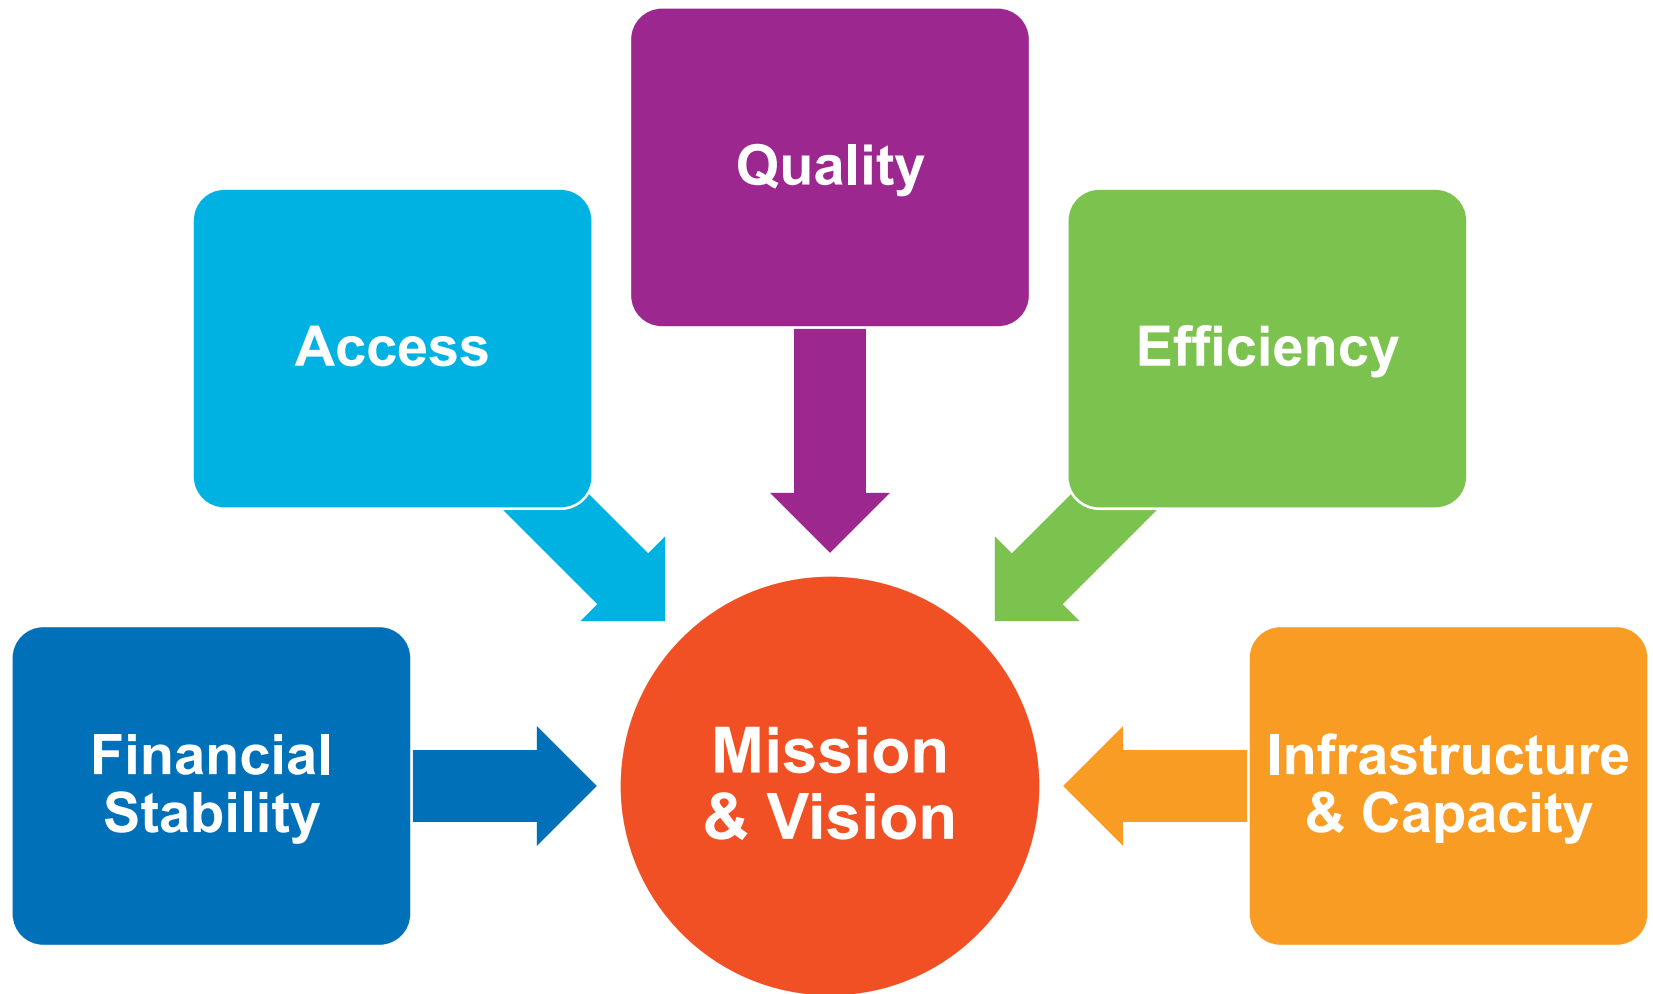 Quality
Access
Efficiency
Financial
Stability
Mission
& Vision
Infrastructure
& Capacity